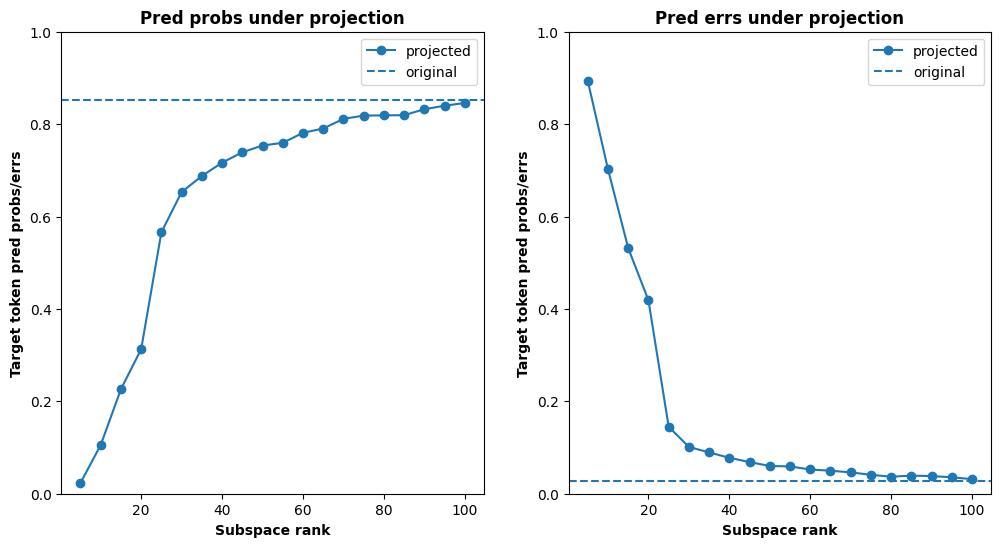 Pred probs under projection
projected
original
1.0
0.8
0.6
0.4
0.2
0.0
Target token pred probs/errs
20
40
60
80
100
Subspace rank
Pred errs under projection
projected
original
1.0
0.8
0.6
0.4
0.2
0.0
Target token pred probs/errs
20
40
60
80
100
Subspace rank